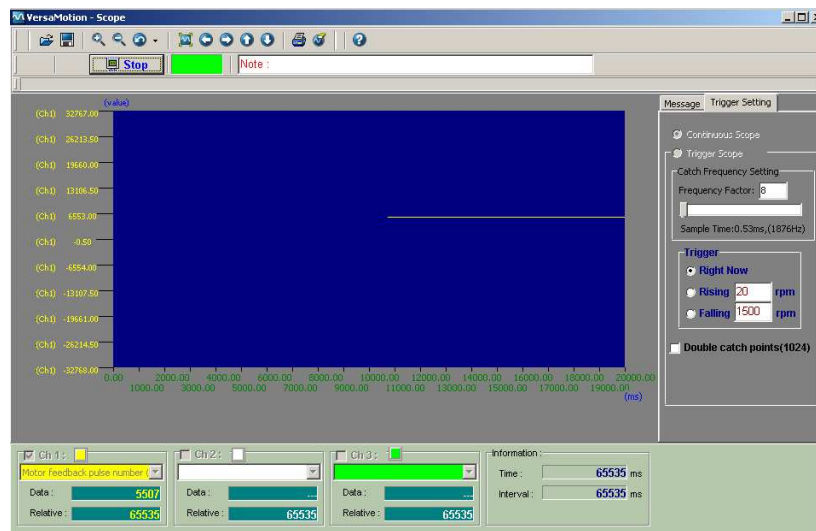 VersaMotion - Scope
Stop
Note :
Message Trigger Setting
(value)
(Ch1) 32767.00
(Ch1) 26213.50
(Ch1) 19660.00
(Ch1) 13106.50
(Ch1) 6553.00
(Ch1) -0.50
(Ch1) -6554.00
(Ch1) -13107.50
(Ch1) -19661.00
(Ch1) -26214.50
(Ch1) -32768.00
0.00 2000.00 4000.00 6000.00 8000.00 10000.00 12000.00 14000.00 16000.00 18000.00 20000.00
1000.00 3000.00 5000.00 7000.00 9000.00 11000.00 13000.00 15000.00 17000.00 19000.00
(ms)
Continuous Scope
Trigger Scope
Catch Frequency Setting
Frequency Factor: 8
Sample Time:0.53ms,(1876Hz)
Trigger
Right Now
Rising 20 rpm
Falling 1500 rpm
Double catch points(1024)
Ch 1 :
Motor feedback pulse number (
Data : 5507
Relative : 65535
Ch 2 :
Data : ...
Relative : 65535
Ch 3 :
Data : ...
Relative : 65535
Information :
Time : 65535 ms
Interval : 65535 ms